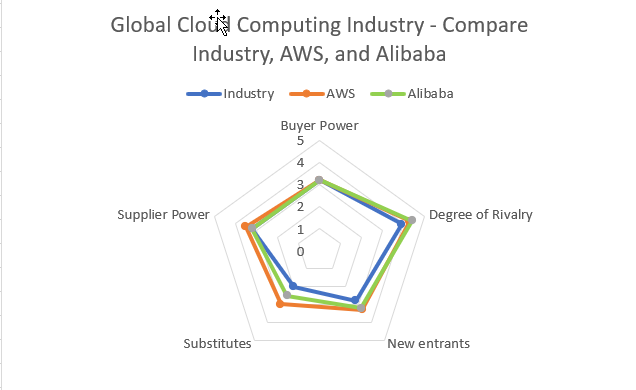 Global Cloud Computing Industry - Compare
Industry, AWS, and Alibaba
Industry AWS Alibaba
Buyer Power
5
4
3
2
1
0
Supplier Power
Degree of Rivalry
Substitutes
New entrants